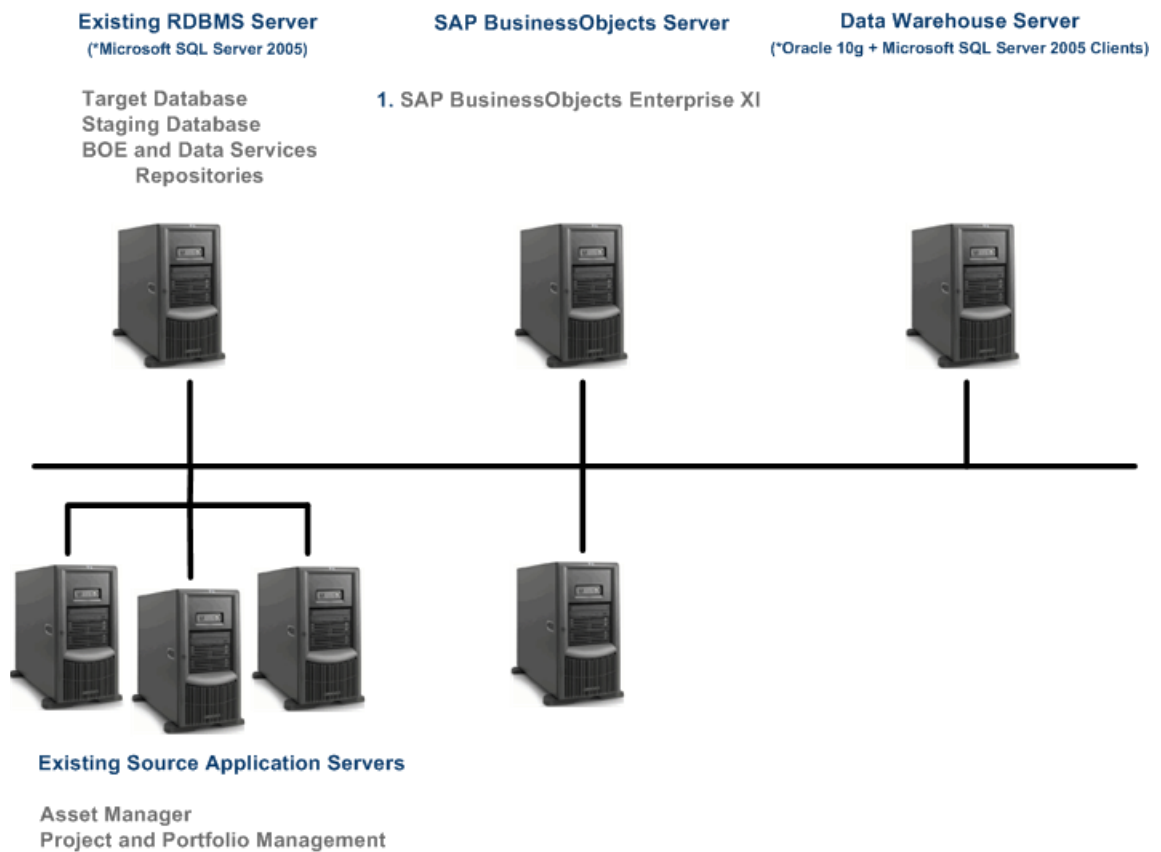 Existing RDBMS Server
(*Microsoft SQL Server 2005)
Target Database
Staging Database
BOE and Data Services
Repositories
SAP BusinessObjects Server
1. SAP BusinessObjects Enterprise XI
Data Warehouse Server
(*Oracle 10g + Microsoft SQL Server 2005 Clients)
Existing Source Application Servers
Asset Manager
Project and Portfolio Management